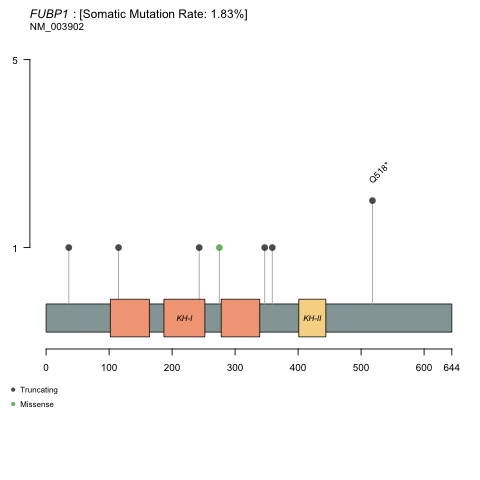 FUBP1 : [Somatic Mutation Rate: 1.83%]
NM_003902
5
Q518*
1
KH-I
KH-II
0 100 200 300 400 500 600 644
Truncating
Missense